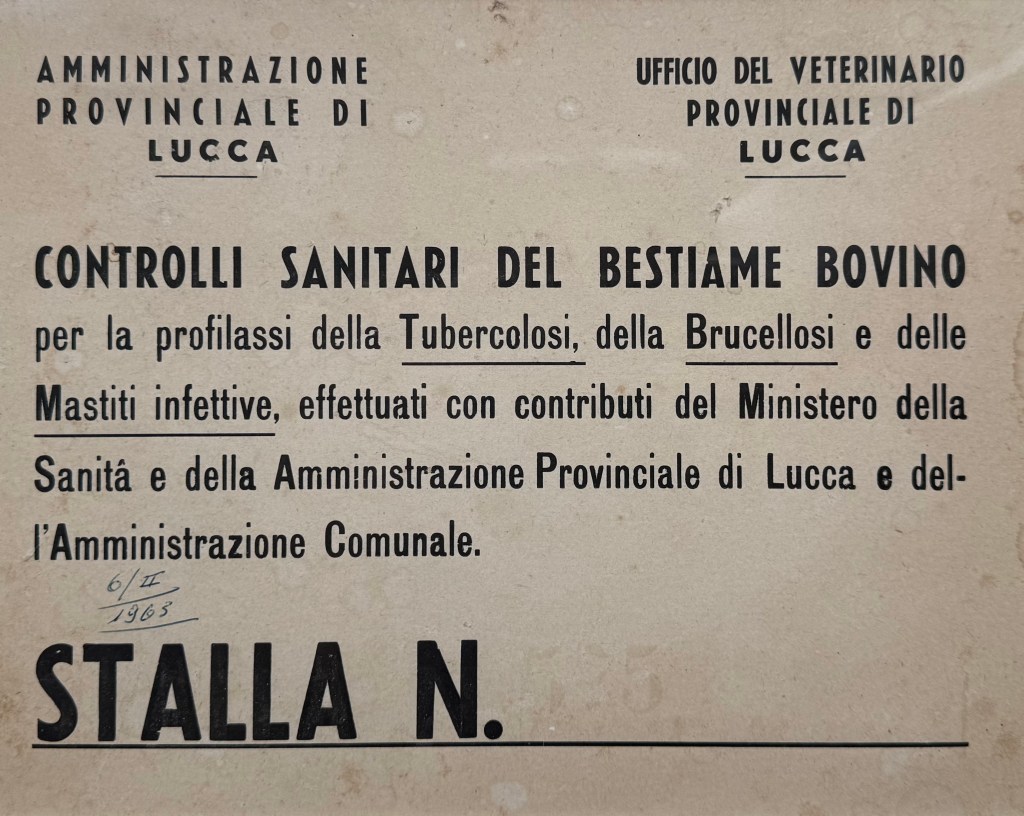 AMMINISTRAZIONE
PROVINCIALE DI
LUCCA
UFFICIO DEL VETERINARIO
PROVINCIALE DI
LUCCA
CONTROLLI SANITARI DEL BESTIAME BOVINO
per la profilassi della Tubercolosi, della Brucellosi e delle
Mastiti infettive, effettuati con contributi del Ministero della
Sanitâ e della Amministrazione Provinciale di Lucca e del-
l'Amministrazione Comunale.
6/II
1963
STALLA N.